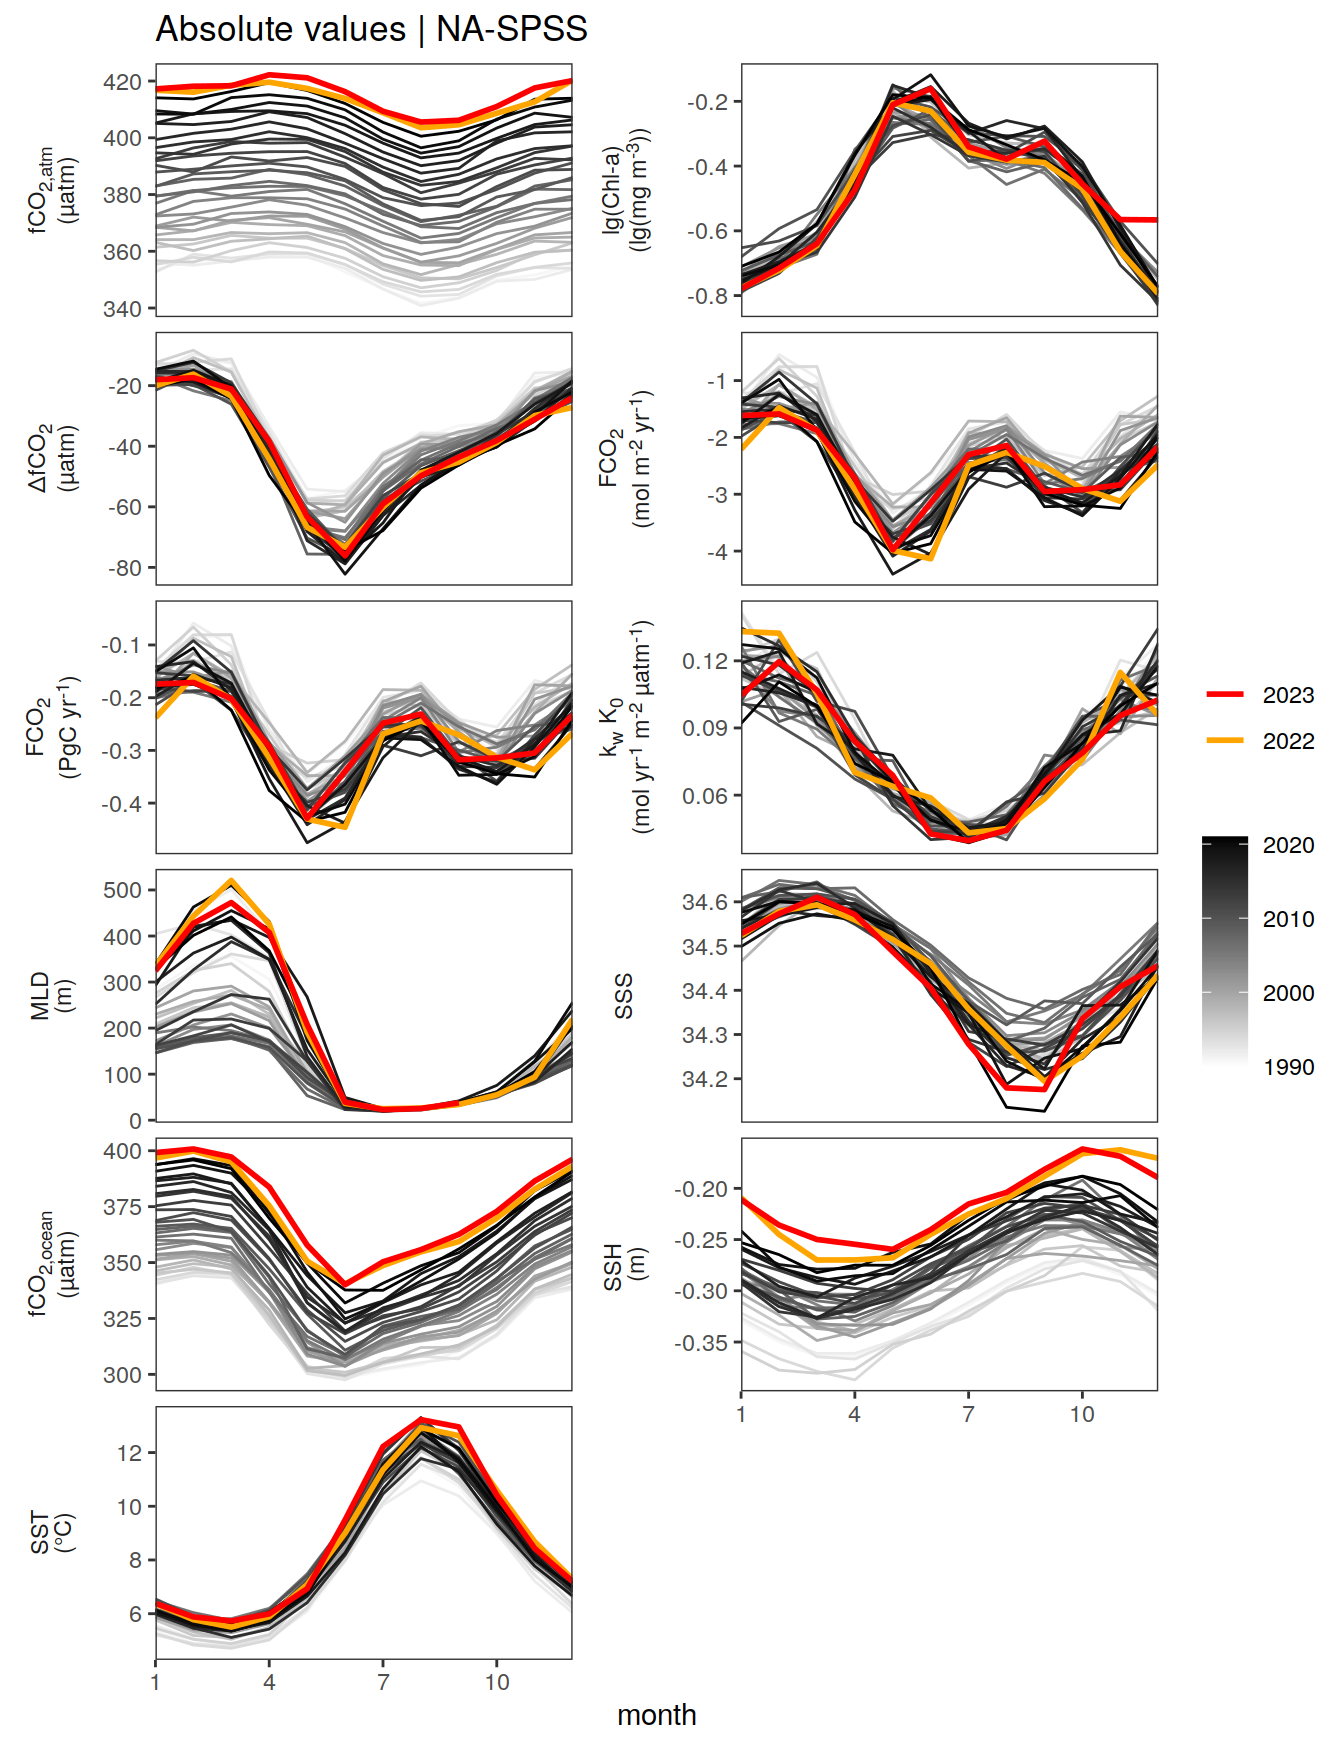 Absolute values | NA-SPSS
fCO2,atm
(µatm)
420
400
380
360
340
lg(Chl-a)
(lg(mg m-3))
-0.2
-0.4
-0.6
-0.8
ΔfCO2
(µatm)
-20
-40
-60
-80
FCO2
(mol m-2 yr-1)
-1
-2
-3
-4
FCO2
(PgC yr-1)
-0.1
-0.2
-0.3
-0.4
kw K0
(mol yr-1 m-2 µatm-1)
0.12
0.09
0.06
MLD
(m)
500
400
300
200
100
0
SSS
34.6
34.5
34.4
34.3
34.2
fCO2,ocean
(µatm)
400
375
350
325
300
SSH
(m)
-0.20
-0.25
-0.30
-0.35
1 4 7 10
SST
(°C)
12
10
8
6
1 4 7 10
month
2023
2022
2020
2010
2000
1990